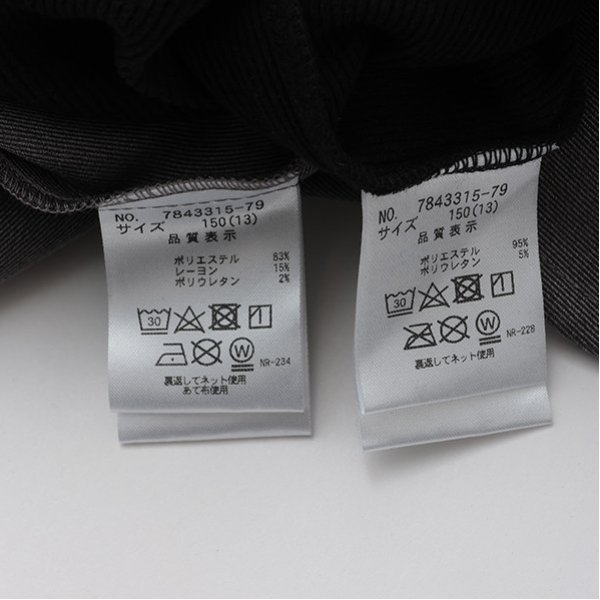 NO. 7843315-79
サイズ 150(13)
品質表示
ポリエステル 83%
レーヨン 15%
ポリウレタン 2%
30
NR-234
裏返してネット使用
あて布使用
NO. 7843315-79
サイズ 150(13)
品質表示
ポリエステル 95%
ポリウレタン 5%
30
NR-228
裏返してネット使用